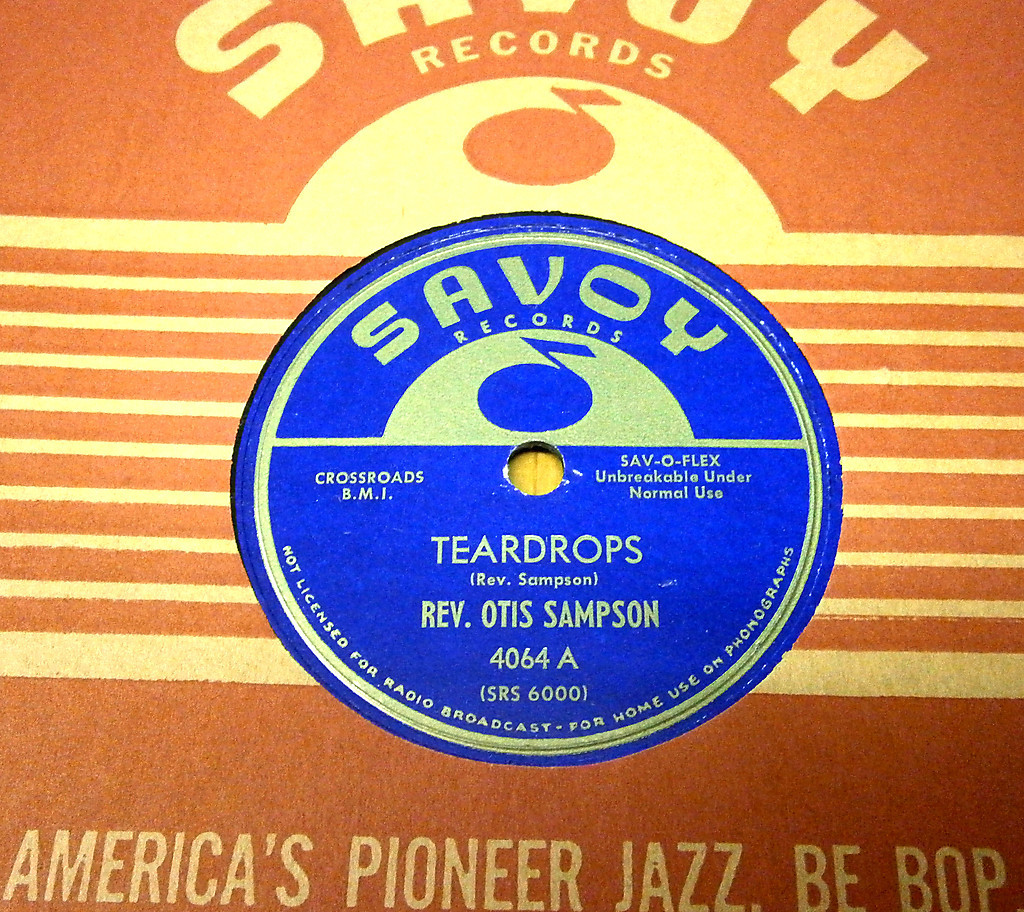 SAVOY
RECORDS
SAVOY
RECORDS
CROSSROADS
B.M.I.
SAV-O-FLEX
Unbreakable Under
Normal Use
TEARDROPS
(Rev. Sampson)
REV. OTIS SAMPSON
4064 A
(SRS 6000)
NOT LICENSED FOR RADIO BROADCAST - FOR HOME USE ON PHONOGRAPHS
AMERICA'S PIONEER JAZZ, BE BOP